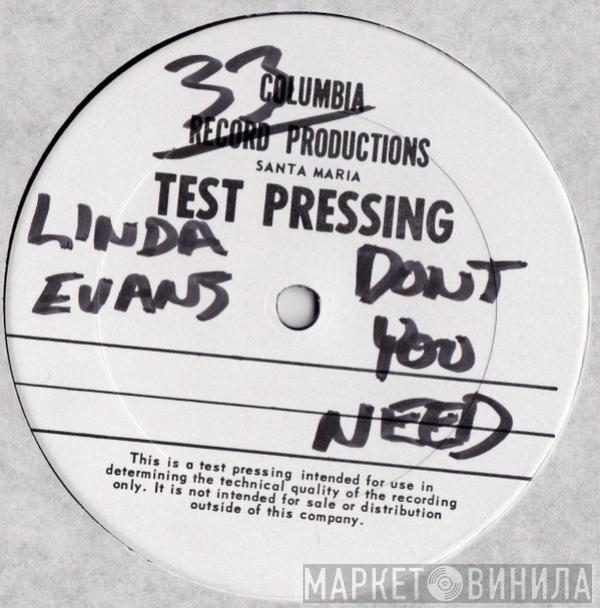 33
COLUMBIA
RECORD PRODUCTIONS
SANTA MARIA
TEST PRESSING
LINDA
EVANS
DONT
YOU
NEED
This is a test pressing intended for use in
determining the technical quality of the recording
only. It is not intended for sale or distribution
outside of this company.
МАРКЕТ ВИНИЛА